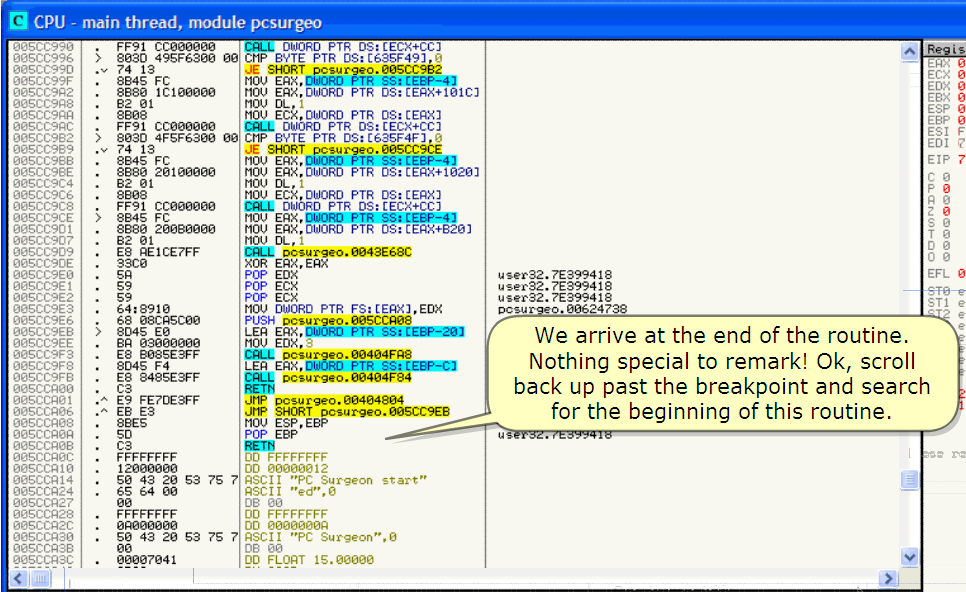 C CPU - main thread, module pcsurgeo
005CC990 . FF91 CC000000 CALL DWORD PTR DS:[ECX+CC]
005CC996 > 803D 495F6300 00 CMP BYTE PTR DS:[635F49],0
005CC99D .v 74 13 JE SHORT pcsurgeo.005CC9B2
005CC99F . 8B45 FC MOV EAX,DWORD PTR SS:[EBP-4]
005CC9A2 . 8B80 1C100000 MOV EAX,DWORD PTR DS:[EAX+101C]
005CC9A8 . B2 01 MOV DL,1
005CC9AA . 8B08 MOV ECX,DWORD PTR DS:[EAX]
005CC9AC . FF91 CC000000 CALL DWORD PTR DS:[ECX+CC]
005CC9B2 > 803D 4F5F6300 00 CMP BYTE PTR DS:[635F4F],0
005CC9B9 .v 74 13 JE SHORT pcsurgeo.005CC9CE
005CC9BB . 8B45 FC MOV EAX,DWORD PTR SS:[EBP-4]
005CC9BE . 8B80 20100000 MOV EAX,DWORD PTR DS:[EAX+1020]
005CC9C4 . B2 01 MOV DL,1
005CC9C6 . 8B08 MOV ECX,DWORD PTR DS:[EAX]
005CC9C8 . FF91 CC000000 CALL DWORD PTR DS:[ECX+CC]
005CC9CE > 8B45 FC MOV EAX,DWORD PTR SS:[EBP-4]
005CC9D1 . 8B80 200B0000 MOV EAX,DWORD PTR DS:[EAX+B20]
005CC9D7 . B2 01 MOV DL,1
005CC9D9 . E8 AE1CE7FF CALL pcsurgeo.0043E68C
005CC9DE . 33C0 XOR EAX,EAX
005CC9E0 . 5A POP EDX user32.7E399418
005CC9E1 . 59 POP ECX user32.7E399418
005CC9E2 . 59 POP ECX user32.7E399418
005CC9E3 . 64:8910 MOV DWORD PTR FS:[EAX],EDX pcsurgeo.00624738
005CC9E6 . 68 08CA5C00 PUSH pcsurgeo.005CCA08
005CC9EB > 8D45 E0 LEA EAX,DWORD PTR SS:[EBP-20]
005CC9EE . BA 03000000 MOV EDX,3
005CC9F3 . E8 B085E3FF CALL pcsurgeo.00404FA8
005CC9F8 . 8D45 F4 LEA EAX,DWORD PTR SS:[EBP-C]
005CC9FB . E8 8485E3FF CALL pcsurgeo.00404F84
005CCA00 . C3 RETN
005CCA01 .^ E9 FE7DE3FF JMP pcsurgeo.00404804
005CCA06 .^ EB E3 JMP SHORT pcsurgeo.005CC9EB
005CCA08 . 8BE5 MOV ESP,EBP
005CCA0A . 5D POP EBP user32.7E399418
005CCA0B . C3 RETN
005CCA0C . FFFFFFFF DD FFFFFFFF
005CCA10 . 12000000 DD 00000012
005CCA14 . 50 43 20 53 75 7 ASCII "PC Surgeon start"
005CCA24 . 65 64 00 ASCII "ed",0
005CCA27 00 DB 00
005CCA28 . FFFFFFFF DD FFFFFFFF
005CCA2C . 0A000000 DD 0000000A
005CCA30 . 50 43 20 53 75 7 ASCII "PC Surgeon",0
005CCA3B 00 DB 00
005CCA3C . 00007041 DD FLOAT 15.00000
We arrive at the end of the routine.
Nothing special to remark! Ok, scroll
back up past the breakpoint and search
for the beginning of this routine.
Regis
EAX 0
ECX 0
EDX 0
EBX 0
ESP 0
EBP 0
ESI F
EDI 7
EIP 7
C 0
P 0
A 0
Z 0
S 0
T 0
D 0
O 0
EFL 0
ST0 e
ST1 e
ST2 e